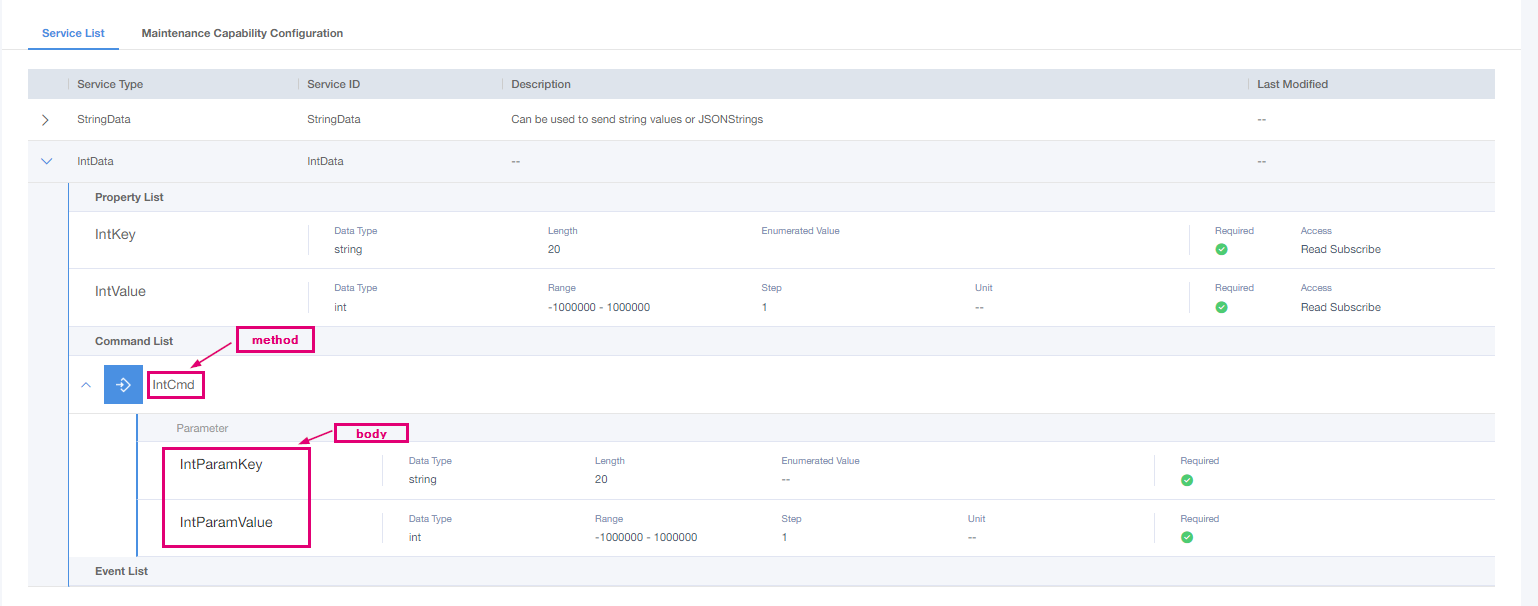 Service List Maintenance Capability Configuration
Service Type Service ID Description Last Modified
StringData StringData Can be used to send string values or JSONStrings --
IntData IntData -- --
Property List
IntKey Data Type Length Enumerated Value Required Access
string 20 Read Subscribe
IntValue Data Type Range Step Unit Required Access
int -1000000 - 1000000 1 -- Read Subscribe
Command List method
IntCmd
Parameter body
IntParamKey Data Type Length Enumerated Value Required
string 20 --
IntParamValue Data Type Range Step Unit Required
int -1000000 - 1000000 1 --
Event List